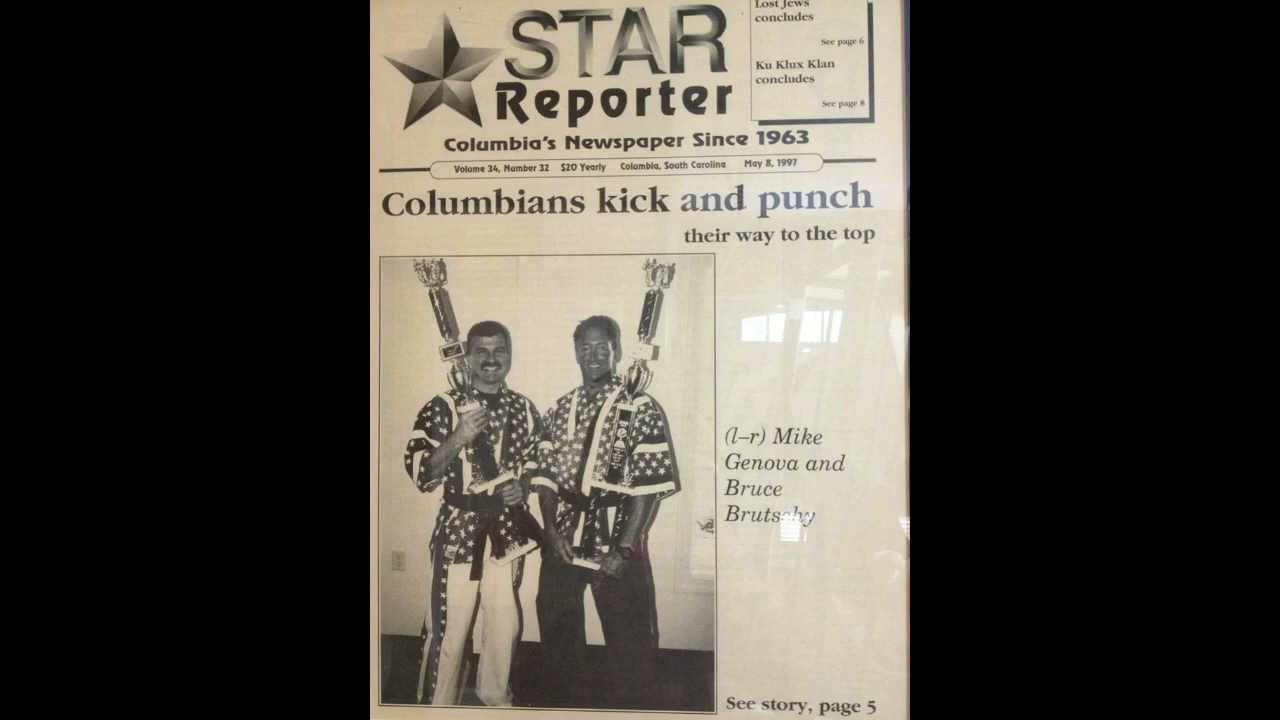 STAR
Reporter
Lost Jews
concludes
See page 6
Ku Klux Klan
concludes
See page 8
Columbia's Newspaper Since 1963
Volume 34, Number 32 $20 Yearly Columbia, South Carolina May 8, 1997
Columbians kick and punch
their way to the top
(l–r) Mike
Genova and
Bruce
Brutschy
See story, page 5